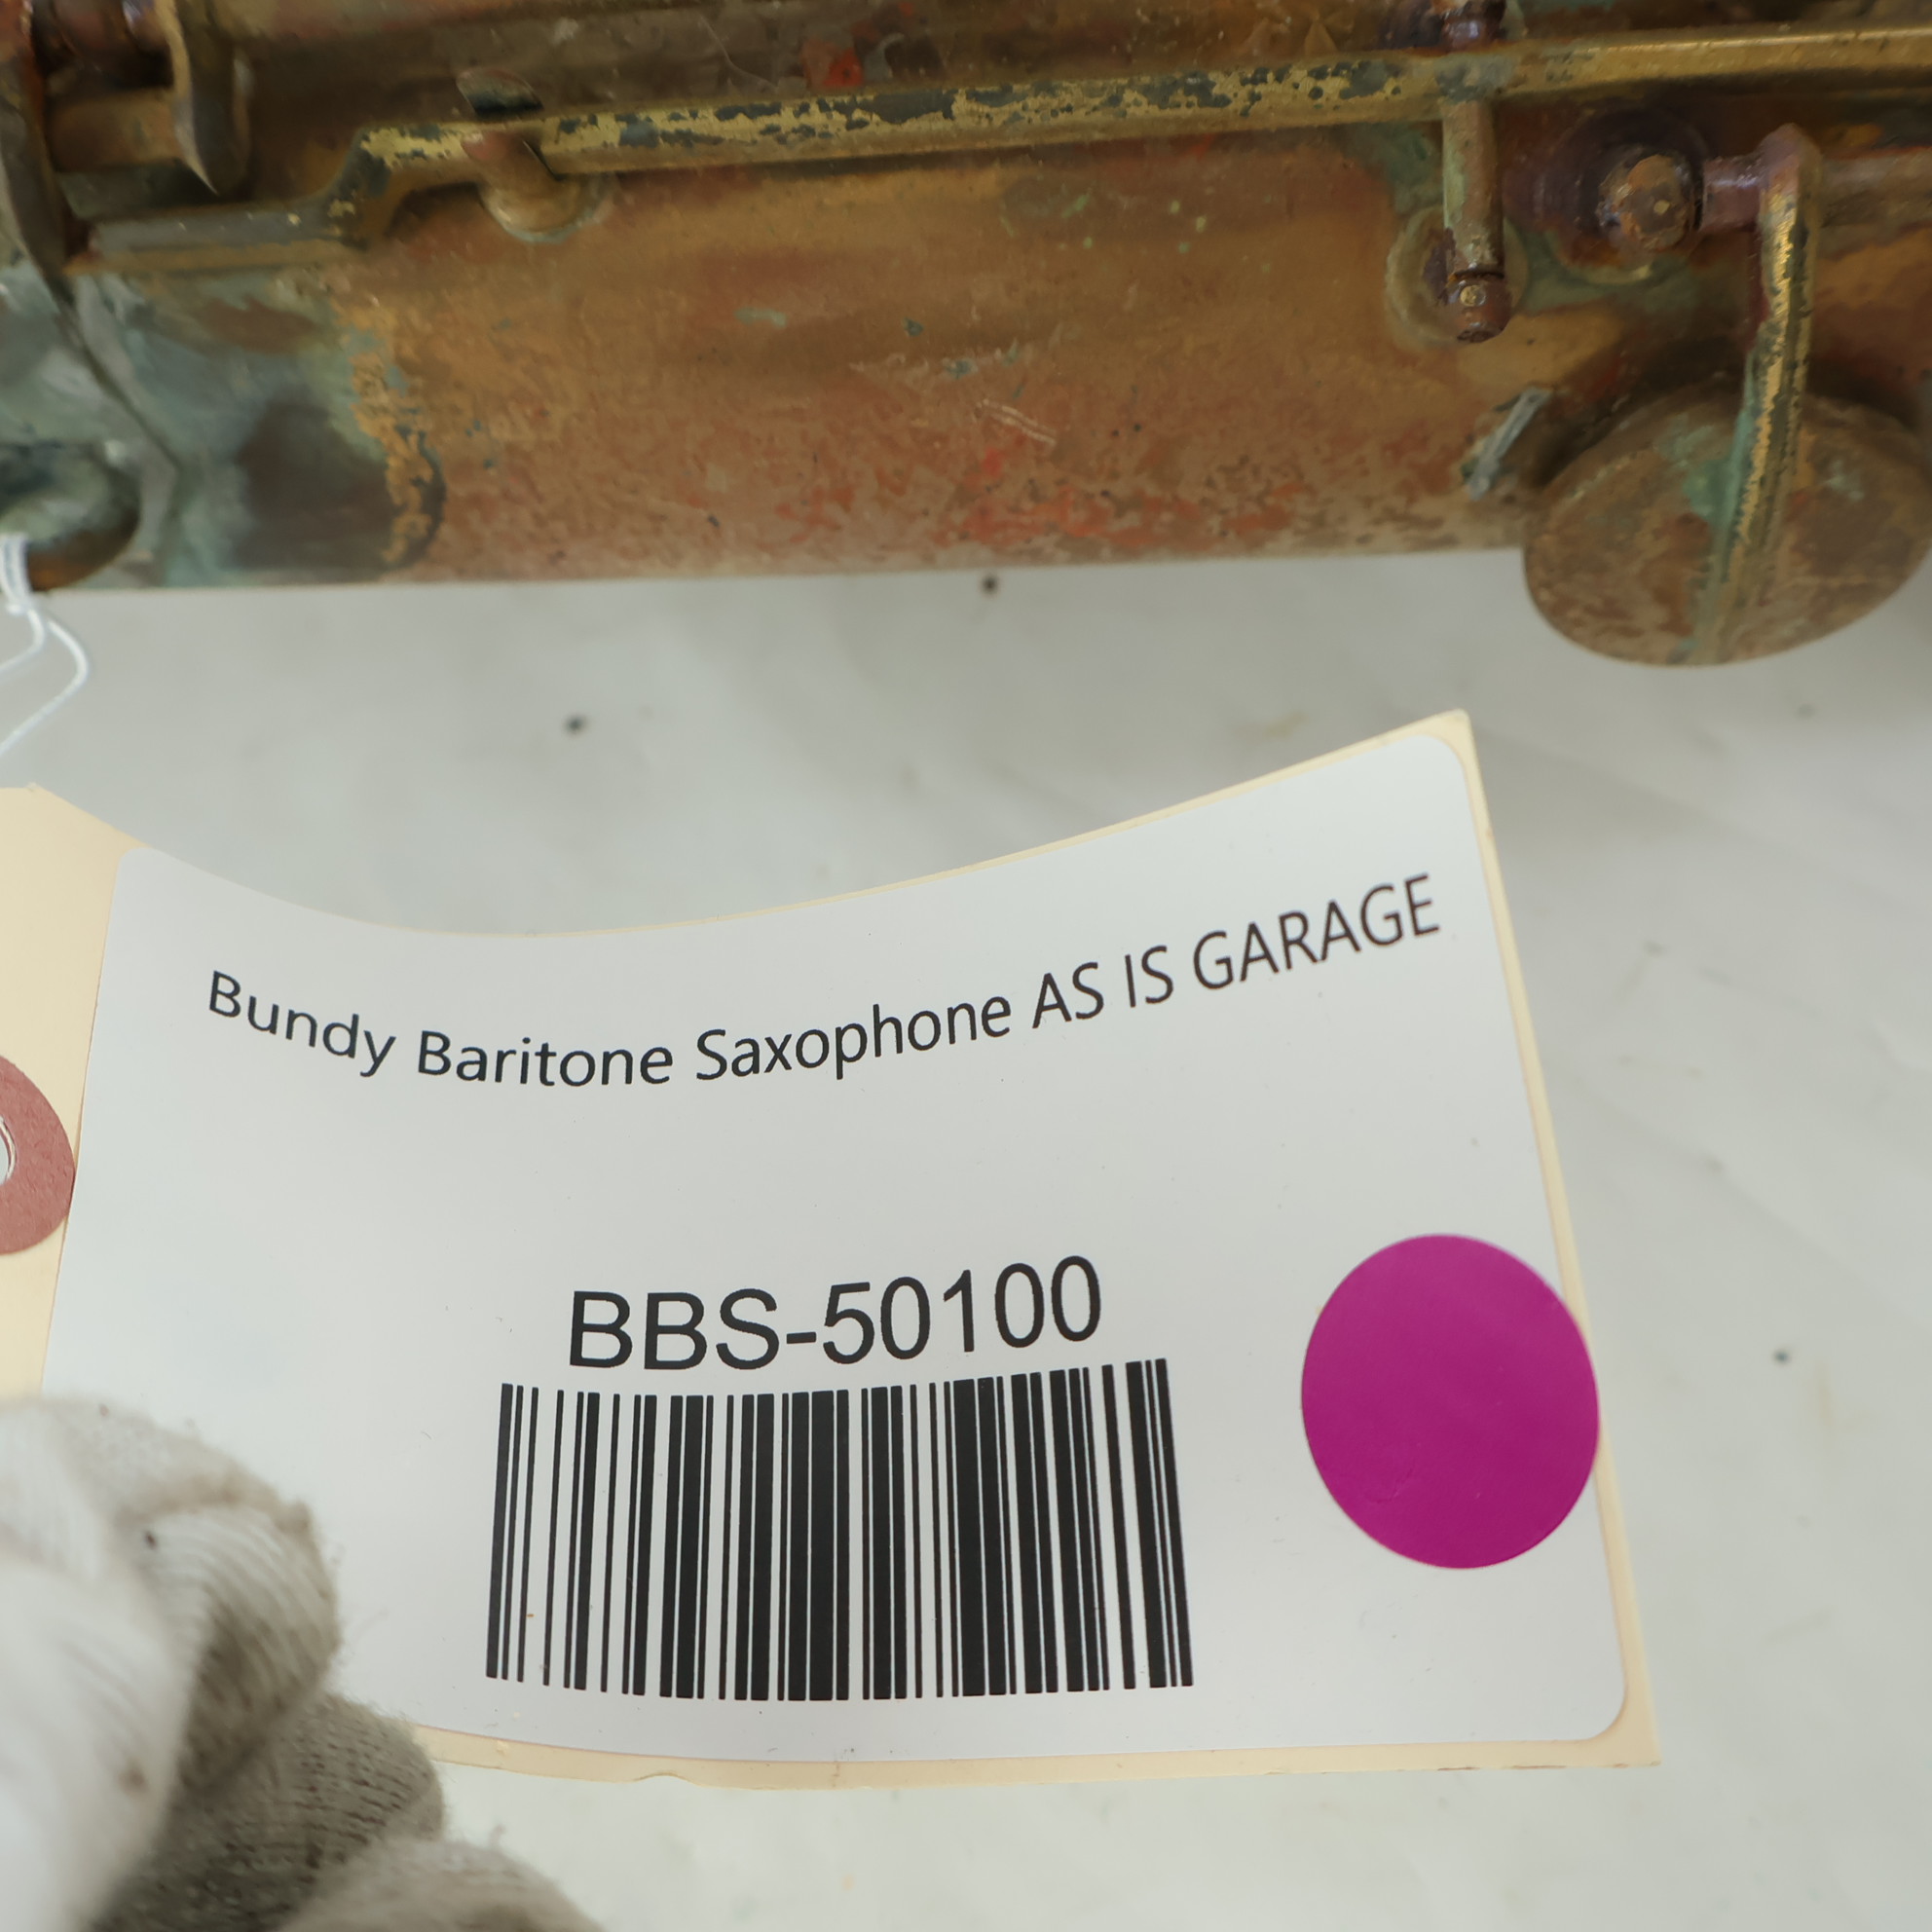 Bundy Baritone Saxophone AS IS GARAGE
BBS-50100